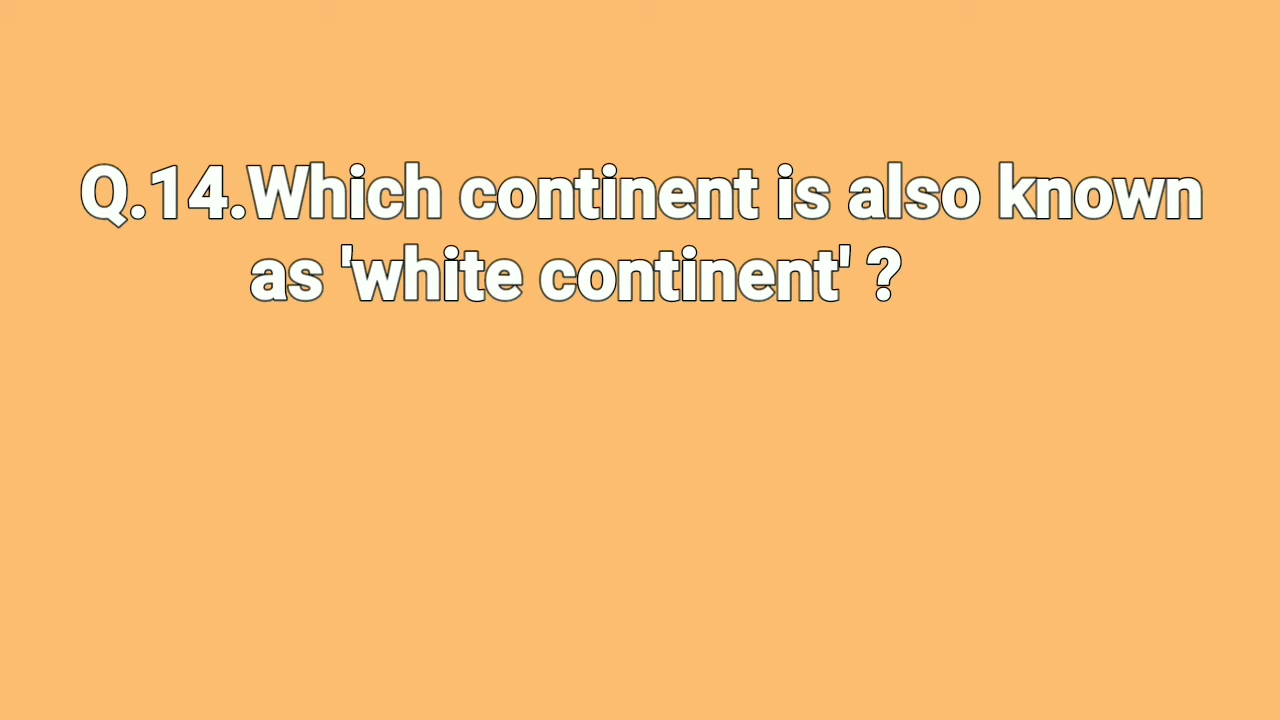 Q.14.Which continent is also known
as 'white continent' ?